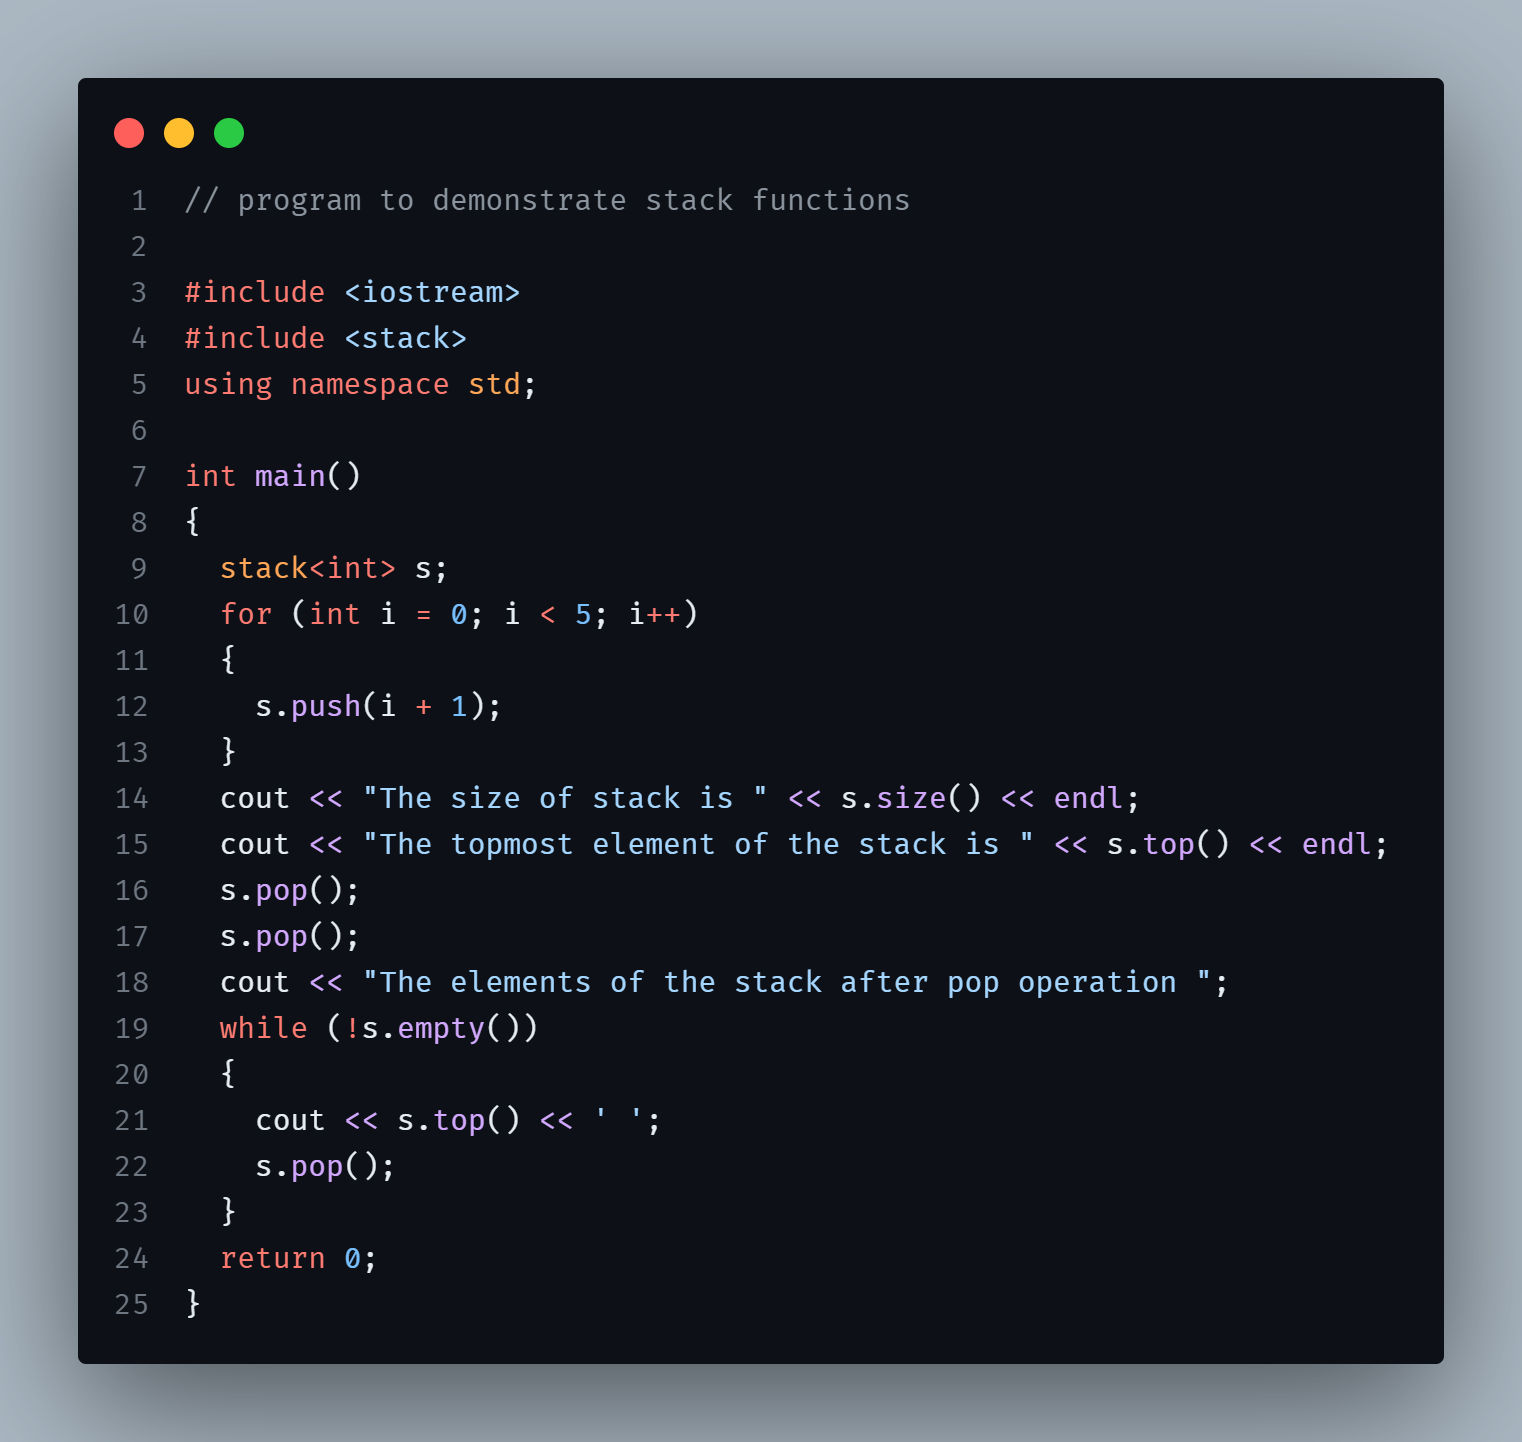 1 // program to demonstrate stack functions
2
3 #include <iostream>
4 #include <stack>
5 using namespace std;
6
7 int main()
8 {
9   stack<int> s;
10   for (int i = 0; i < 5; i++)
11   {
12     s.push(i + 1);
13   }
14   cout << "The size of stack is " << s.size() << endl;
15   cout << "The topmost element of the stack is " << s.top() << endl;
16   s.pop();
17   s.pop();
18   cout << "The elements of the stack after pop operation ";
19   while (!s.empty())
20   {
21     cout << s.top() << ' ';
22     s.pop();
23   }
24   return 0;
25 }